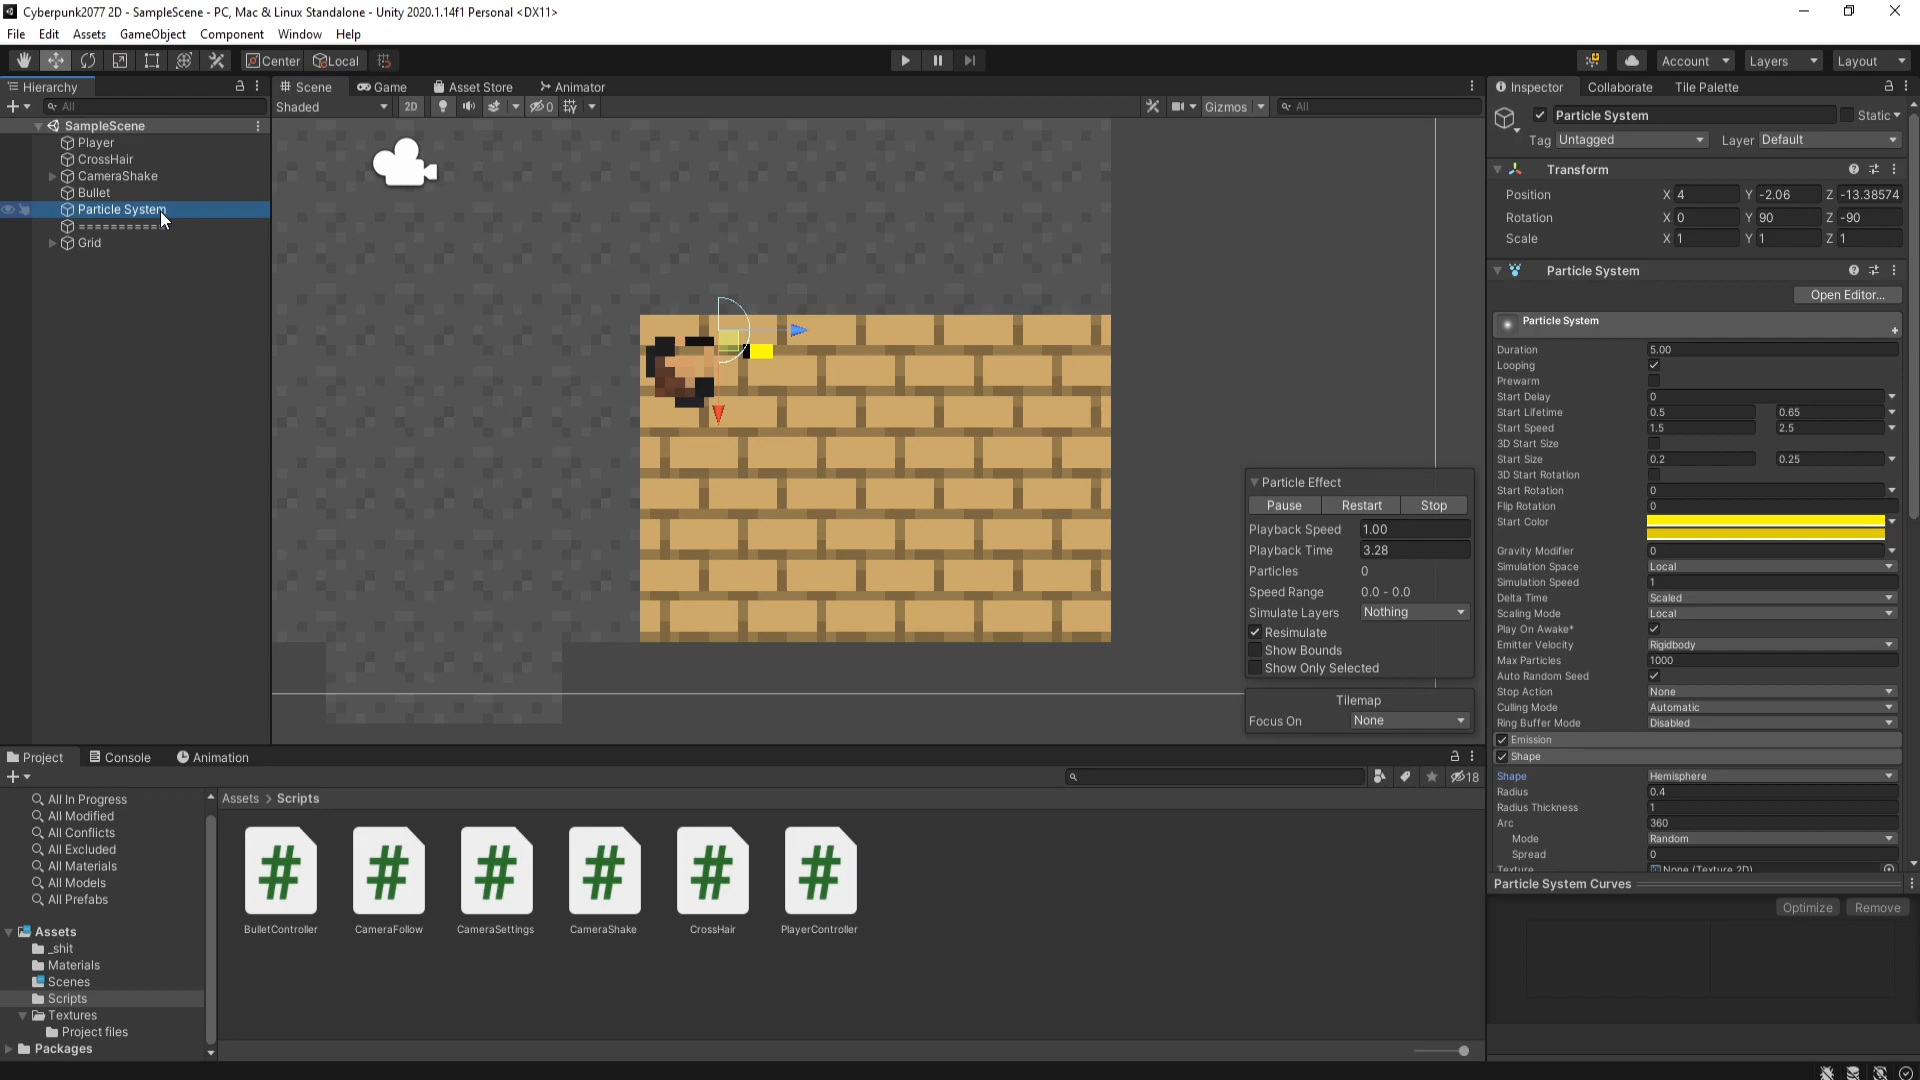 Cyberpunk2077 2D - SampleScene - PC, Mac & Linux Standalone - Unity 2020.1.14f1 Personal <DX11>
File Edit Assets GameObject Component Window Help
Center Local Account Layers Layout
Hierarchy
All
SampleScene
Player
CrossHair
CameraShake
Bullet
Particle System
============
Grid
Scene Game Asset Store Animator
Shaded 2D 0 Gizmos All
Particle Effect
Pause Restart Stop
Playback Speed 1.00
Playback Time 3.28
Particles 0
Speed Range 0.0 - 0.0
Simulate Layers Nothing
Resimulate
Show Bounds
Show Only Selected
Tilemap
Focus On None
Inspector Collaborate Tile Palette
Particle System Static
Tag Untagged Layer Default
Transform
Position X 4 Y -2.06 Z -13.38574
Rotation X 0 Y 90 Z -90
Scale X 1 Y 1 Z 1
Particle System
Open Editor...
Particle System
Duration 5.00
Looping
Prewarm
Start Delay 0
Start Lifetime 0.5 0.65
Start Speed 1.5 2.5
3D Start Size
Start Size 0.2 0.25
3D Start Rotation
Start Rotation 0
Flip Rotation 0
Start Color
Gravity Modifier 0
Simulation Space Local
Simulation Speed 1
Delta Time Scaled
Scaling Mode Local
Play On Awake*
Emitter Velocity Rigidbody
Max Particles 1000
Auto Random Seed
Stop Action None
Culling Mode Automatic
Ring Buffer Mode Disabled
Emission
Shape
Shape Hemisphere
Radius 0.4
Radius Thickness 1
Arc 360
Mode Random
Spread 0
Texture None (Texture 2D)
Particle System Curves
Optimize Remove
Project Console Animation
18
All In Progress
All Modified
All Conflicts
All Excluded
All Materials
All Models
All Prefabs
Assets
_shit
Materials
Scenes
Scripts
Textures
Project files
Packages
Assets > Scripts
BulletController CameraFollow CameraSettings CameraShake CrossHair PlayerController